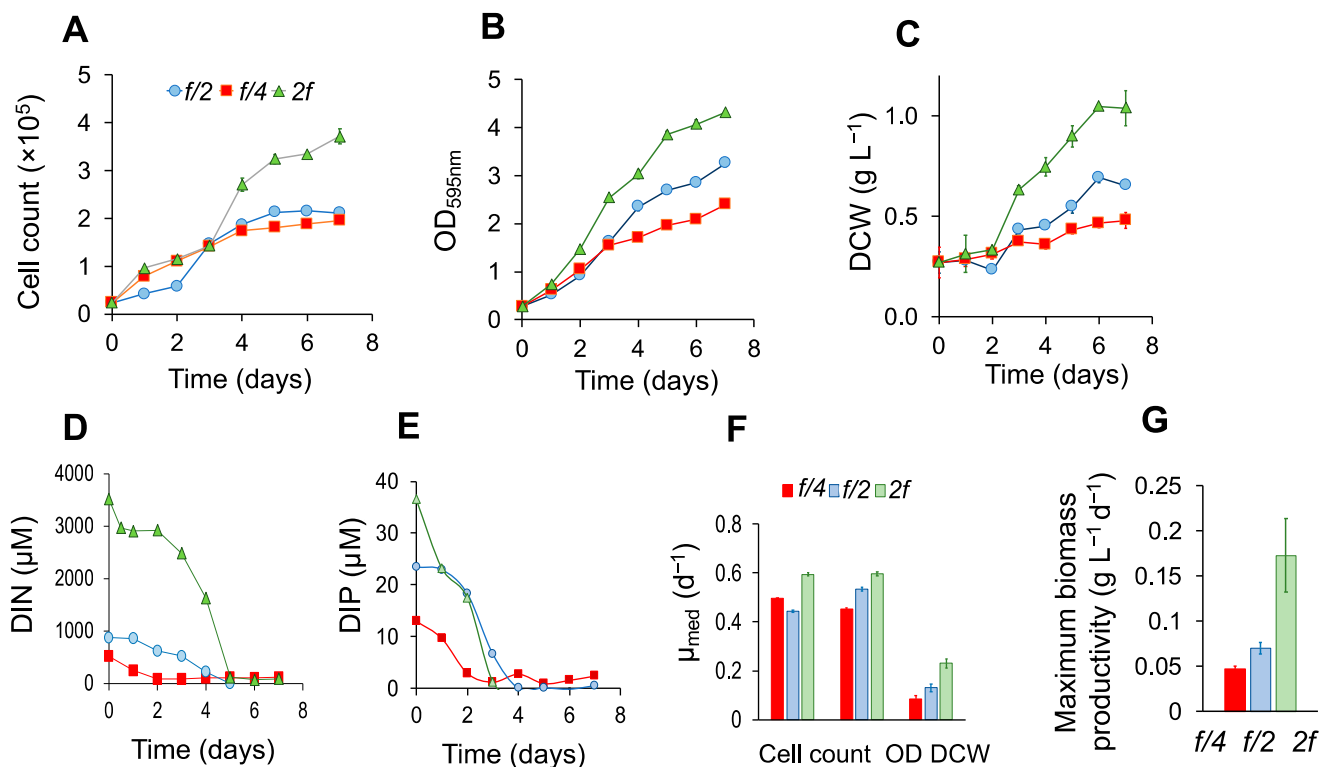 A
Cell count (×10⁵)
5
4
3
2
1
0
f/2 f/4 2f
0 2 4 6 8
Time (days)
B
OD₅₉₅ₙₘ
5
4
3
2
1
0
0 2 4 6 8
Time (days)
C
DCW (g L⁻¹)
1.0
0.5
0.0
0 2 4 6 8
Time (days)
D
DIN (µM)
4000
3000
2000
1000
0
0 2 4 6 8
Time (days)
E
DIP (µM)
40
30
20
10
0
0 2 4 6 8
Time (days)
F
f/4 f/2 2f
µmed (d⁻¹)
0.8
0.6
0.4
0.2
0
Cell count OD DCW
G
Maximum biomass
productivity (g L⁻¹ d⁻¹)
0.25
0.2
0.15
0.1
0.05
0
f/4 f/2 2f